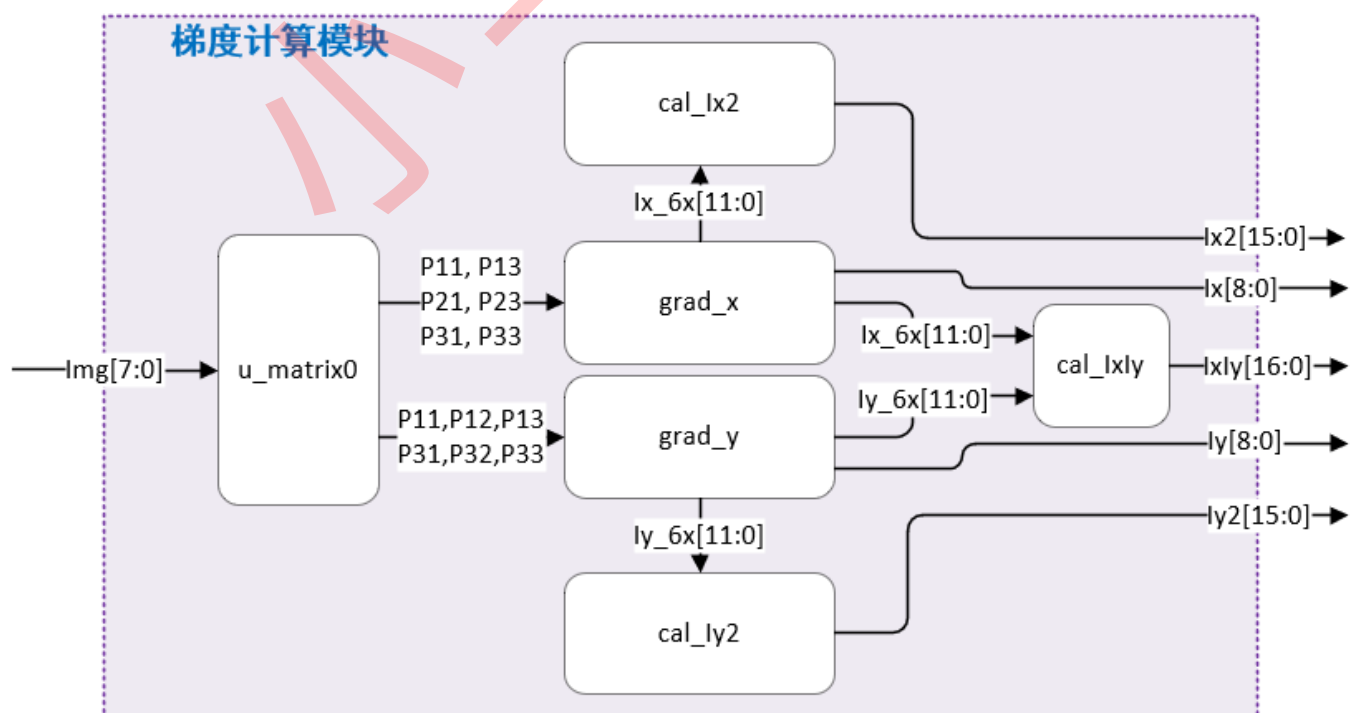 梯度计算模块
小
cal_Ix2
Ix_6x[11:0]
Ix2[15:0]
P11, P13
P21, P23
P31, P33
grad_x
Ix[8:0]
Ix_6x[11:0]
Img[7:0]
u_matrix0
cal_IxIy
IxIy[16:0]
Iy_6x[11:0]
P11,P12,P13
P31,P32,P33
grad_y
Iy[8:0]
Iy_6x[11:0]
Iy2[15:0]
cal_Iy2